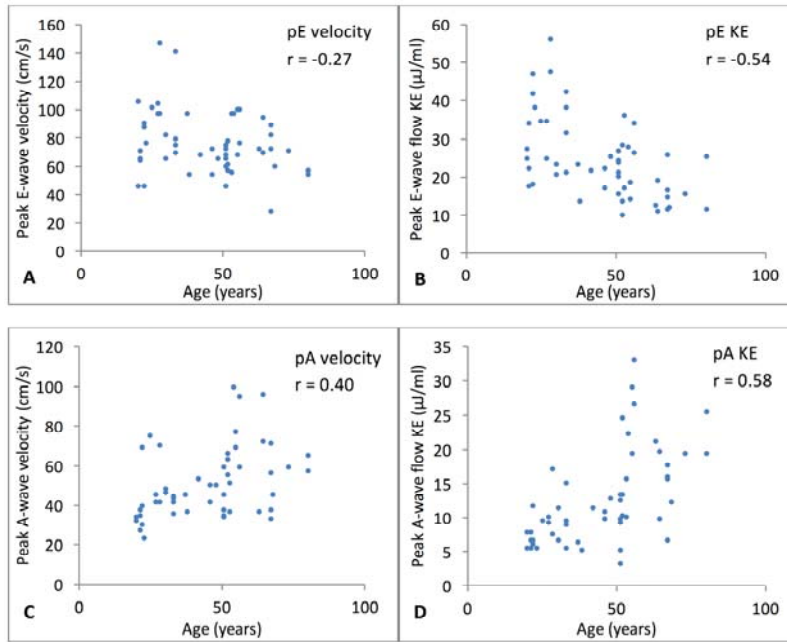 pE velocity
r = -0.27
Peak E-wave velocity (cm/s)
160
140
120
100
80
60
40
20
0
0
50
100
Age (years)
A
pE KE
r = -0.54
Peak E-wave flow KE (μJ/ml)
60
50
40
30
20
10
0
0
50
100
Age (years)
B
pA velocity
r = 0.40
Peak A-wave velocity (cm/s)
120
100
80
60
40
20
0
0
50
100
Age (years)
C
pA KE
r = 0.58
Peak A-wave flow KE (μJ/ml)
35
30
25
20
15
10
5
0
0
50
100
Age (years)
D